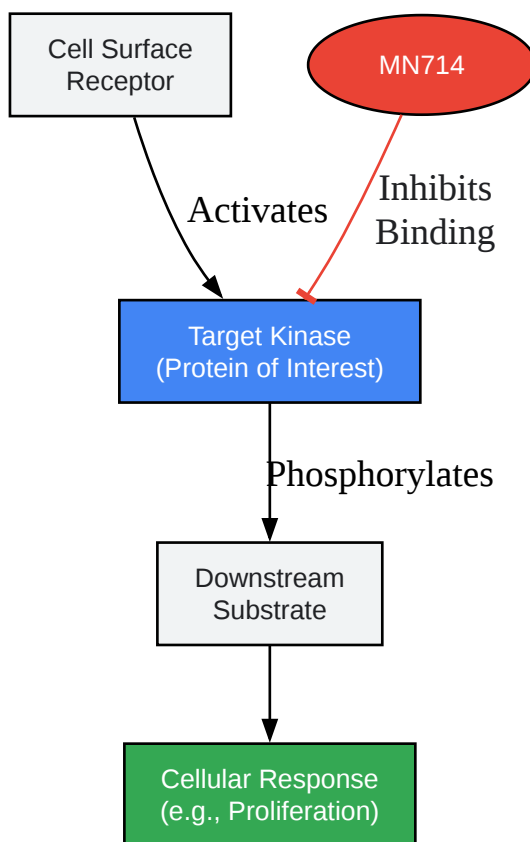 Cell Surface
Receptor
MN714
Activates
Inhibits
Binding
Target Kinase
(Protein of Interest)
Phosphorylates
Downstream
Substrate
Cellular Response
(e.g., Proliferation)